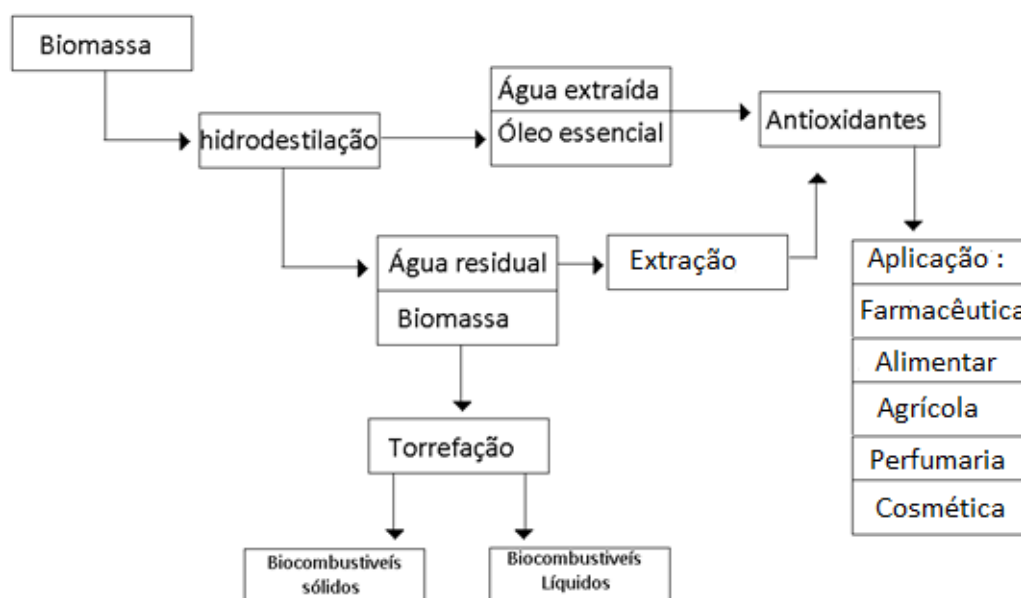 Biomassa
hidrodestilação
Água extraída
Óleo essencial
Antioxidantes
Água residual
Biomassa
Extração
Aplicação :
Farmacêutica
Alimentar
Agrícola
Perfumaria
Cosmética
Torrefação
Biocombustiveís
sólidos
Biocombustiveís
Líquidos